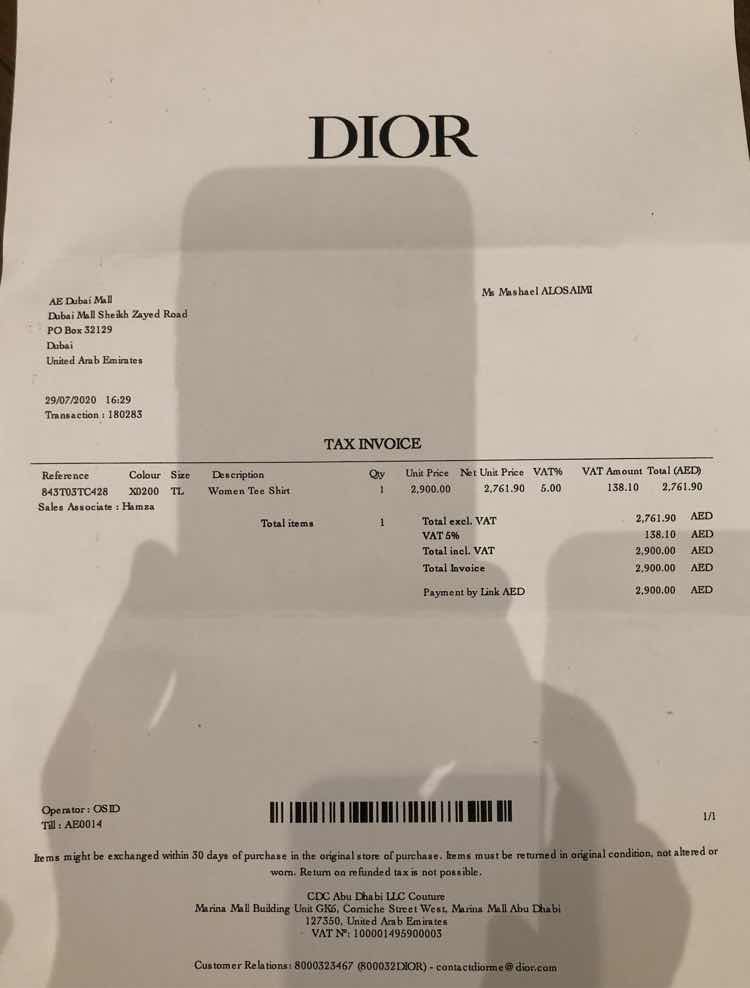 DIOR
AE Dubai Mall
Dubai Mall Sheikh Zayed Road
PO Box 32129
Dubai
United Arab Emirates
Ms Mashael ALOSAIMI
29/07/2020 16:29
Transaction : 180283
TAX INVOICE
Reference Colour Size Description Qty Unit Price Net Unit Price VAT% VAT Amount Total (AED)
843T03TC428 X0200 TL Women Tee Shirt 1 2,900.00 2,761.90 5.00 138.10 2,761.90
Sales Associate : Hamza
Total items 1 Total excl. VAT 2,761.90 AED
VAT 5% 138.10 AED
Total incl. VAT 2,900.00 AED
Total Invoice 2,900.00 AED
Payment by Link AED 2,900.00 AED
Operator : OSID
Till : AE0014
1/1
Items might be exchanged within 30 days of purchase in the original store of purchase. Items must be returned in original condition, not altered or
worn. Return on refunded tax is not possible.
CDC Abu Dhabi LLC Couture
Marina Mall Building Unit GK6, Corniche Street West, Marina Mall Abu Dhabi
127350, United Arab Emirates
VAT Nº: 100001495900003
Customer Relations: 8000323467 (800032DIOR) - contactdiorme@dior.com